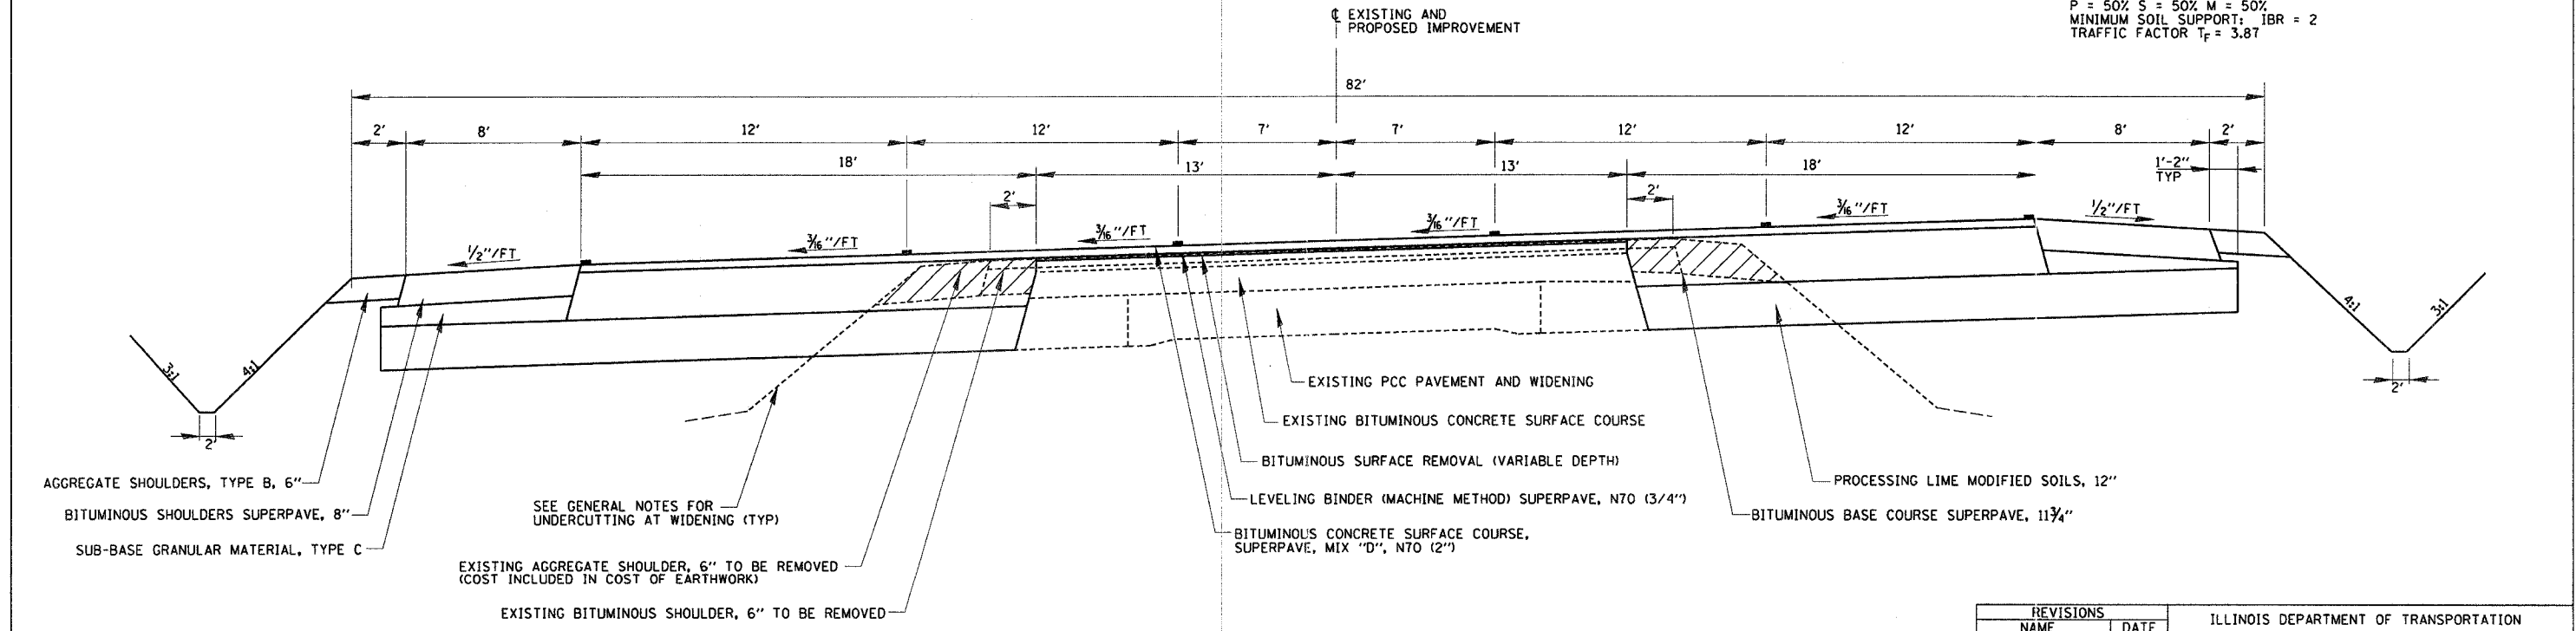 ℄ EXISTING AND
PROPOSED IMPROVEMENT
P = 50% S = 50% M = 50%
MINIMUM SOIL SUPPORT: IBR = 2
TRAFFIC FACTOR TF = 3.87
82'
2' 8' 12' 12' 7' 7' 12' 12' 8' 2'
18' 13' 13' 18' 1'-2"
TYP
2' 2'
1/2"/FT 3/16"/FT 3/16"/FT 3/16"/FT 3/16"/FT 1/2"/FT
3:1 4:1 4:1 3:1
2' 2'
EXISTING PCC PAVEMENT AND WIDENING
EXISTING BITUMINOUS CONCRETE SURFACE COURSE
BITUMINOUS SURFACE REMOVAL (VARIABLE DEPTH)
LEVELING BINDER (MACHINE METHOD) SUPERPAVE, N70 (3/4")
BITUMINOUS CONCRETE SURFACE COURSE,
SUPERPAVE, MIX "D", N70 (2")
PROCESSING LIME MODIFIED SOILS, 12"
BITUMINOUS BASE COURSE SUPERPAVE, 11 3/4"
AGGREGATE SHOULDERS, TYPE B, 6"
BITUMINOUS SHOULDERS SUPERPAVE, 8"
SUB-BASE GRANULAR MATERIAL, TYPE C
SEE GENERAL NOTES FOR
UNDERCUTTING AT WIDENING (TYP)
EXISTING AGGREGATE SHOULDER, 6" TO BE REMOVED
(COST INCLUDED IN COST OF EARTHWORK)
EXISTING BITUMINOUS SHOULDER, 6" TO BE REMOVED
REVISIONS
NAME DATE
ILLINOIS DEPARTMENT OF TRANSPORTATION